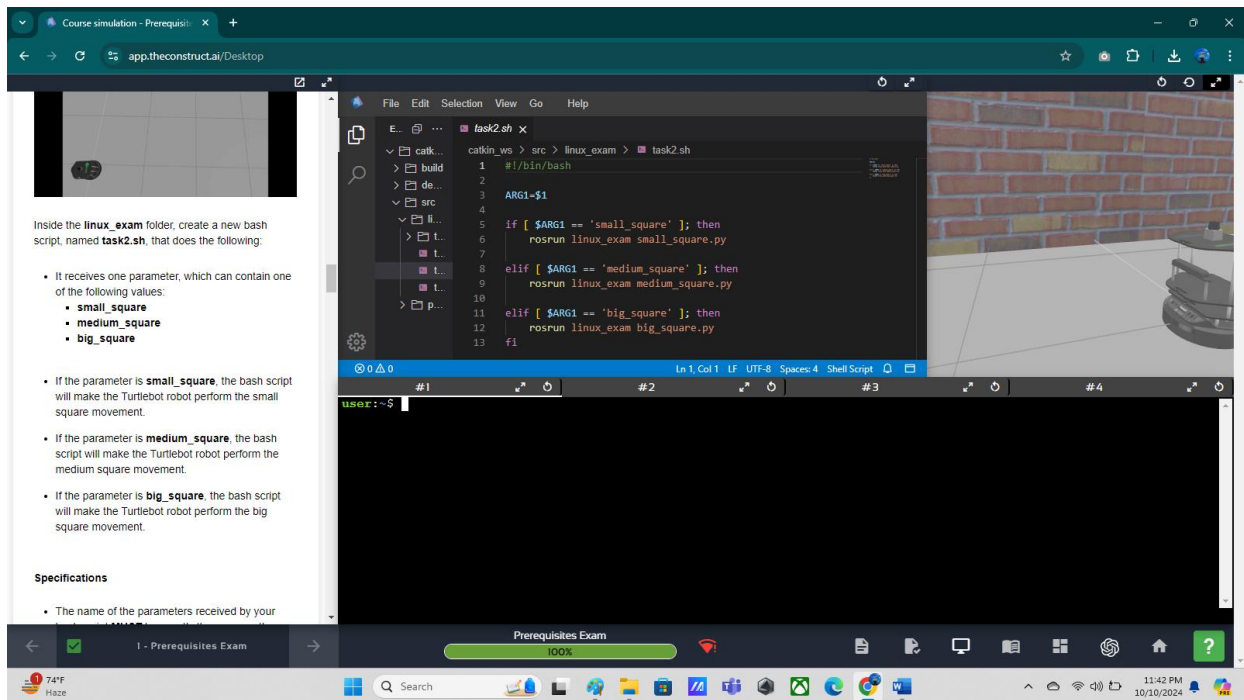 Course simulation - Prerequisite
app.theconstruct.ai/Desktop
Inside the linux_exam folder, create a new bash
script, named task2.sh, that does the following:
It receives one parameter, which can contain one
of the following values:
small_square
medium_square
big_square
If the parameter is small_square, the bash script
will make the Turtlebot robot perform the small
square movement.
If the parameter is medium_square, the bash
script will make the Turtlebot robot perform the
medium square movement.
If the parameter is big_square, the bash script
will make the Turtlebot robot perform the big
square movement.
Specifications
The name of the parameters received by your
File Edit Selection View Go Help
E... task2.sh
catk...
build
de...
src
li...
t...
t...
t...
t...
p...
catkin_ws > src > linux_exam > task2.sh
1 #!/bin/bash
2
3 ARG1=$1
4
5 if [ $ARG1 == 'small_square' ]; then
6 rosrun linux_exam small_square.py
7
8 elif [ $ARG1 == 'medium_square' ]; then
9 rosrun linux_exam medium_square.py
10
11 elif [ $ARG1 == 'big_square' ]; then
12 rosrun linux_exam big_square.py
13 fi
0 0 Ln 1, Col 1 LF UTF-8 Spaces: 4 Shell Script
#1 #2 #3 #4
user:~$
1 - Prerequisites Exam
Prerequisites Exam
100%
?
1
74°F
Haze
Search
11:42 PM
10/10/2024